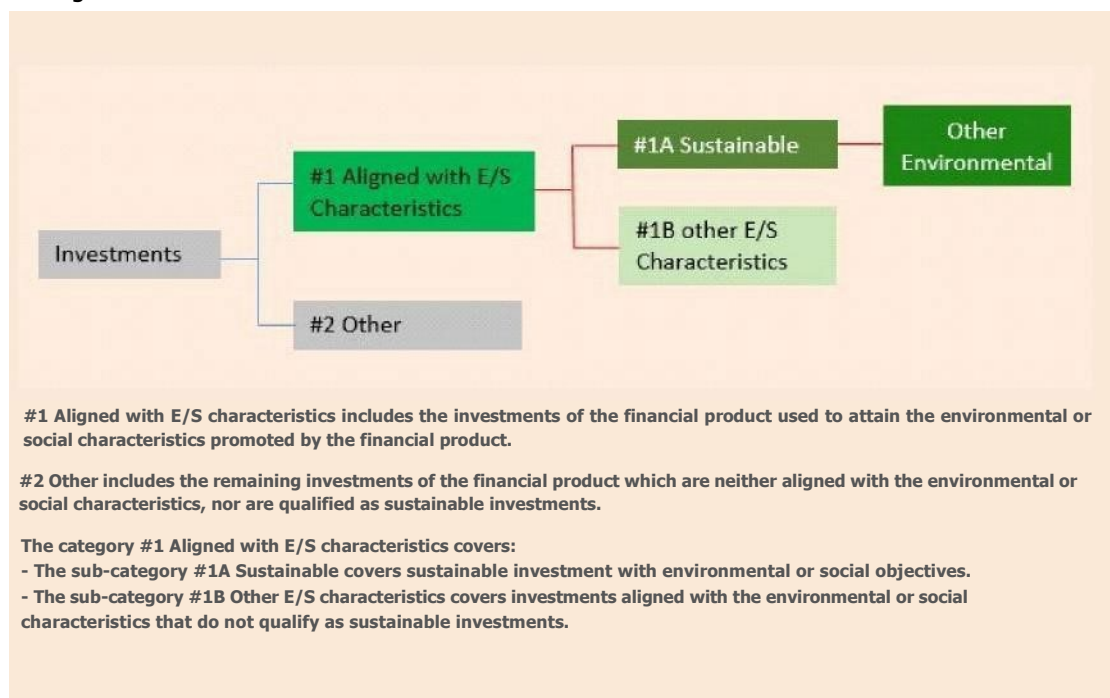 #1A Sustainable
Other
Environmental
#1 Aligned with E/S
Characteristics
#1B other E/S
Characteristics
Investments
#2 Other
#1 Aligned with E/S characteristics includes the investments of the financial product used to attain the environmental or
social characteristics promoted by the financial product.
#2 Other includes the remaining investments of the financial product which are neither aligned with the environmental or
social characteristics, nor are qualified as sustainable investments.
The category #1 Aligned with E/S characteristics covers:
- The sub-category #1A Sustainable covers sustainable investment with environmental or social objectives.
- The sub-category #1B Other E/S characteristics covers investments aligned with the environmental or social
characteristics that do not qualify as sustainable investments.